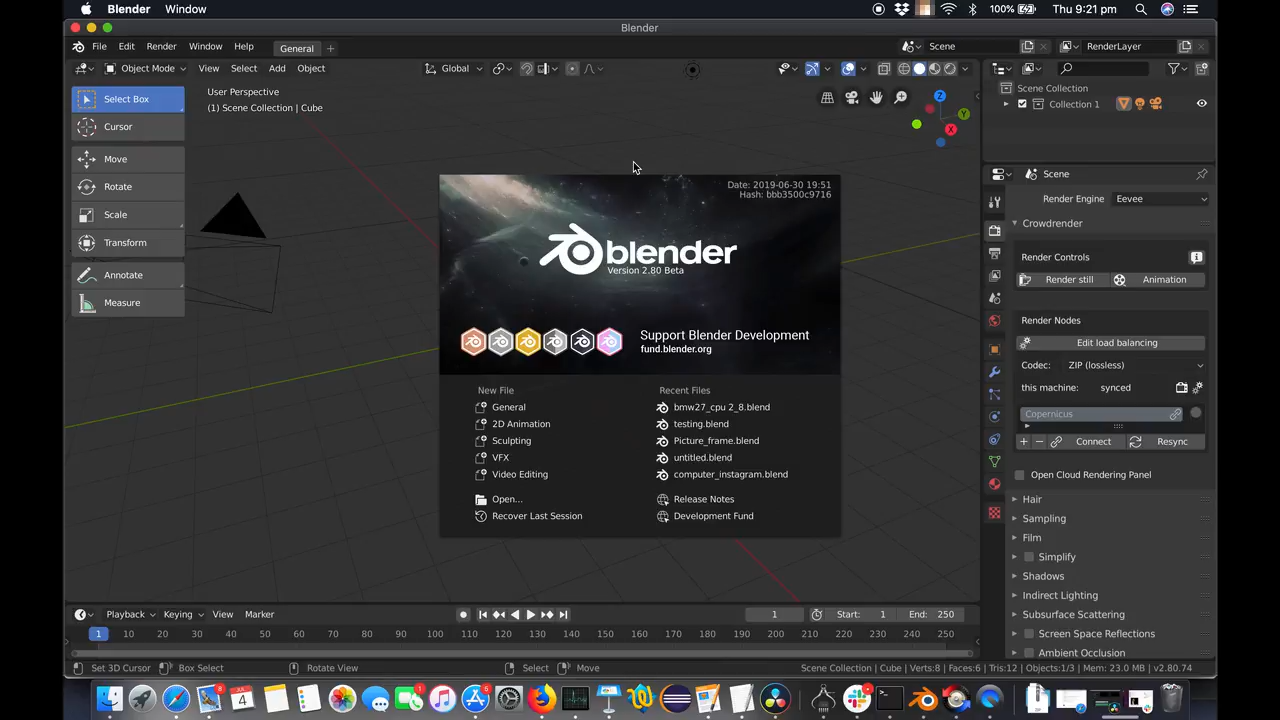 Blender Window 100% Thu 9:21 pm
Blender
File Edit Render Window Help General + Scene RenderLayer
Object Mode View Select Add Object Global
Select Box
Cursor
Move
Rotate
Scale
Transform
Annotate
Measure
User Perspective
(1) Scene Collection | Cube
Z
Y
X
Date: 2019-06-30 19:51
Hash: bbb3500c9716
blender
Version 2.80 Beta
Support Blender Development
fund.blender.org
New File
General
2D Animation
Sculpting
VFX
Video Editing
Open...
Recover Last Session
Recent Files
bmw27_cpu 2_8.blend
testing.blend
Picture_frame.blend
untitled.blend
computer_instagram.blend
Release Notes
Development Fund
Scene Collection
Collection 1
Scene
Render Engine Eevee
Crowdrender
Render Controls
Render still Animation
Render Nodes
Edit load balancing
Codec: ZIP (lossless)
this machine: synced
Copernicus
+ − Connect Resync
Open Cloud Rendering Panel
Hair
Sampling
Film
Simplify
Shadows
Indirect Lighting
Subsurface Scattering
Screen Space Reflections
Ambient Occlusion
Playback Keying View Marker 1 Start: 1 End: 250
1 10 20 30 40 50 60 70 80 90 100 110 120 130 140 150 160 170 180 190 200 210 220 230 240 250
Set 3D Cursor Box Select Rotate View Select Move Scene Collection | Cube | Verts:8 | Faces:6 | Tris:12 | Objects:1/3 | Mem: 23.0 MB | v2.80.74